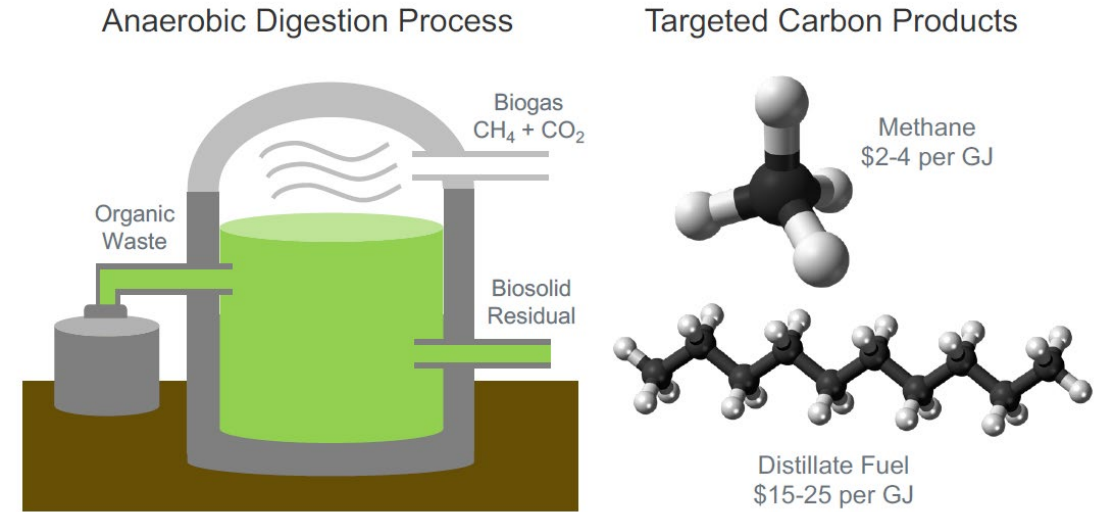 Anaerobic Digestion Process
Targeted Carbon Products
Biogas
CH₄ + CO₂
Methane
$2-4 per GJ
Organic
Waste
Biosolid
Residual
Distillate Fuel
$15-25 per GJ